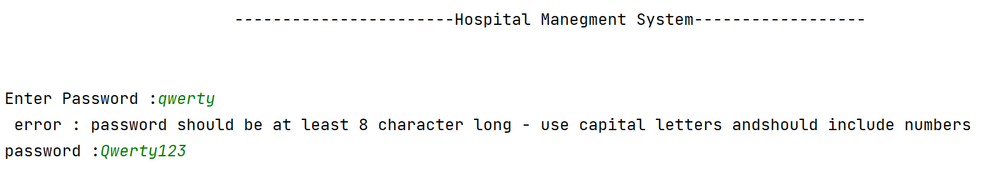 -----------------------Hospital Manegment System------------------
Enter Password :qwerty
error : password should be at least 8 character long - use capital letters andshould include numbers
password :Qwerty123